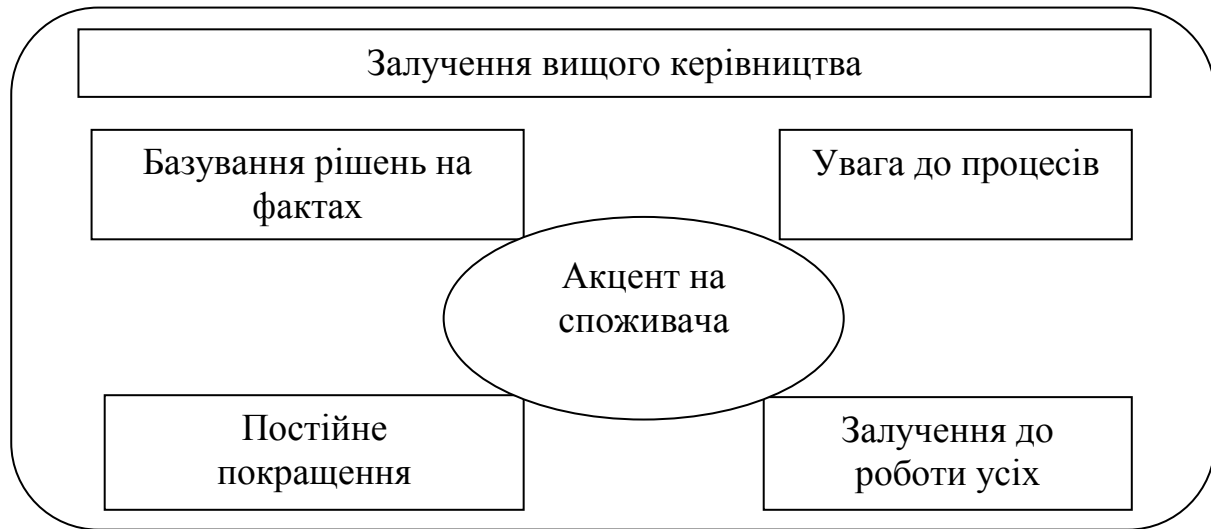 Залучення вищого керівництва
Базування рішень на
фактах
Увага до процесів
Акцент на
споживача
Постійне
покращення
Залучення до
роботи усіх